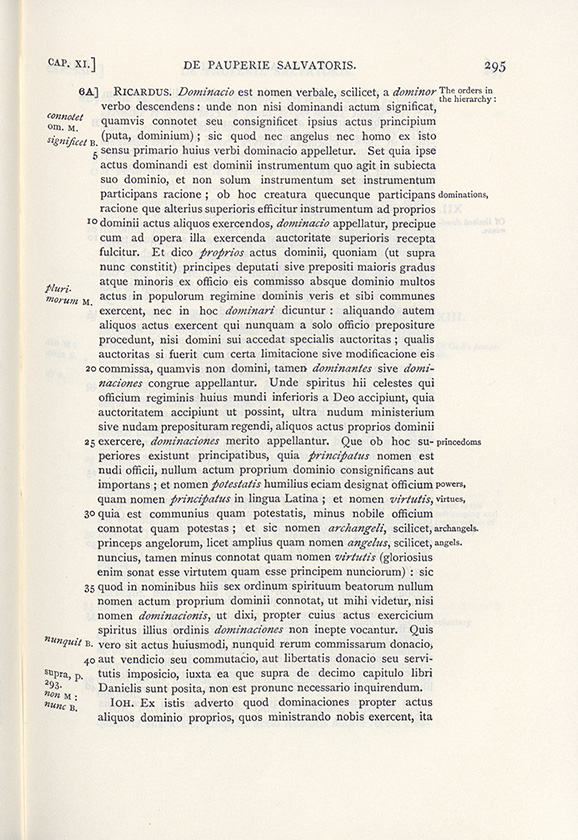 CAP. XI.] DE PAUPERIE SALVATORIS. 295
6A] RICARDUS. Dominacio est nomen verbale, scilicet, a dominor The orders in the hierarchy :
verbo descendens : unde non nisi dominandi actum significat,
connotet om. M. quamvis connotet seu consignificet ipsius actus principium
significet B. (puta, dominium) ; sic quod nec angelus nec homo ex isto
5 sensu primario huius verbi dominacio appelletur. Set quia ipse
actus dominandi est dominii instrumentum quo agit in subiecta
suo dominio, et non solum instrumentum set instrumentum
participans racione ; ob hoc creatura quecunque participans dominations,
racione que alterius superioris efficitur instrumentum ad proprios
10 dominii actus aliquos exercendos, dominacio appellatur, precipue
cum ad opera illa exercenda auctoritate superioris recepta
fulcitur. Et dico proprios actus dominii, quoniam (ut supra
nunc constitit) principes deputati sive prepositi maioris gradus
atque minoris ex officio eis commisso absque dominio multos
plurimorum M. actus in populorum regimine dominis veris et sibi communes
exercent, nec in hoc dominari dicuntur : aliquando autem
aliquos actus exercent qui nunquam a solo officio prepositure
procedunt, nisi domini sui accedat specialis auctoritas ; qualis
auctoritas si fuerit cum certa limitacione sive modificacione eis
20 commissa, quamvis non domini, tamen dominantes sive domi-
naciones congrue appellantur. Unde spiritus hii celestes qui
officium regiminis huius mundi inferioris a Deo accipiunt, quia
auctoritatem accipiunt ut possint, ultra nudum ministerium
sive nudam preposituram regendi, aliquos actus proprios dominii
25 exercere, dominaciones merito appellantur. Que ob hoc su- princedoms
periores existunt principatibus, quia principatus nomen est
nudi officii, nullum actum proprium dominio consignificans aut
importans ; et nomen potestatis humilius eciam designat officium powers,
quam nomen principatus in lingua Latina ; et nomen virtutis, virtues,
30 quia est communius quam potestatis, minus nobile officium
connotat quam potestas ; et sic nomen archangeli, scilicet, archangels.
princeps angelorum, licet amplius quam nomen angelus, scilicet, angels.
nuncius, tamen minus connotat quam nomen virtutis (gloriosius
enim sonat esse virtutem quam esse principem nunciorum) : sic
35 quod in nominibus hiis sex ordinum spirituum beatorum nullum
nomen actum proprium dominii connotat, ut mihi videtur, nisi
nomen dominacionis, ut dixi, propter cuius actus exercicium
spiritus illius ordinis dominaciones non inepte vocantur. Quis
nunquit B. vero sit actus huiusmodi, nunquid rerum commissarum donacio,
40 aut vendicio seu commutacio, aut libertatis donacio seu servi-
supra, p. 293. tutis imposicio, iuxta ea que supra de decimo capitulo libri
non M : Danielis sunt posita, non est pronunc necessario inquirendum.
nunc B. IOH. Ex istis adverto quod dominaciones propter actus
aliquos dominio proprios, quos ministrando nobis exercent, ita